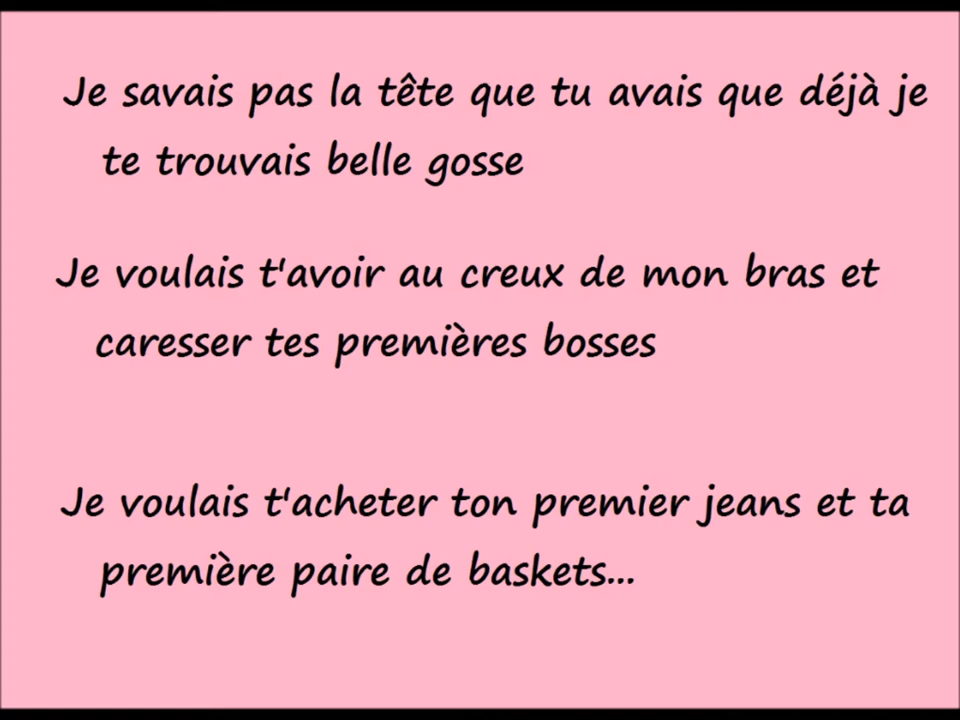 Je savais pas la tête que tu avais que déjà je
te trouvais belle gosse
Je voulais t'avoir au creux de mon bras et
caresser tes premières bosses
Je voulais t'acheter ton premier jeans et ta
première paire de baskets...